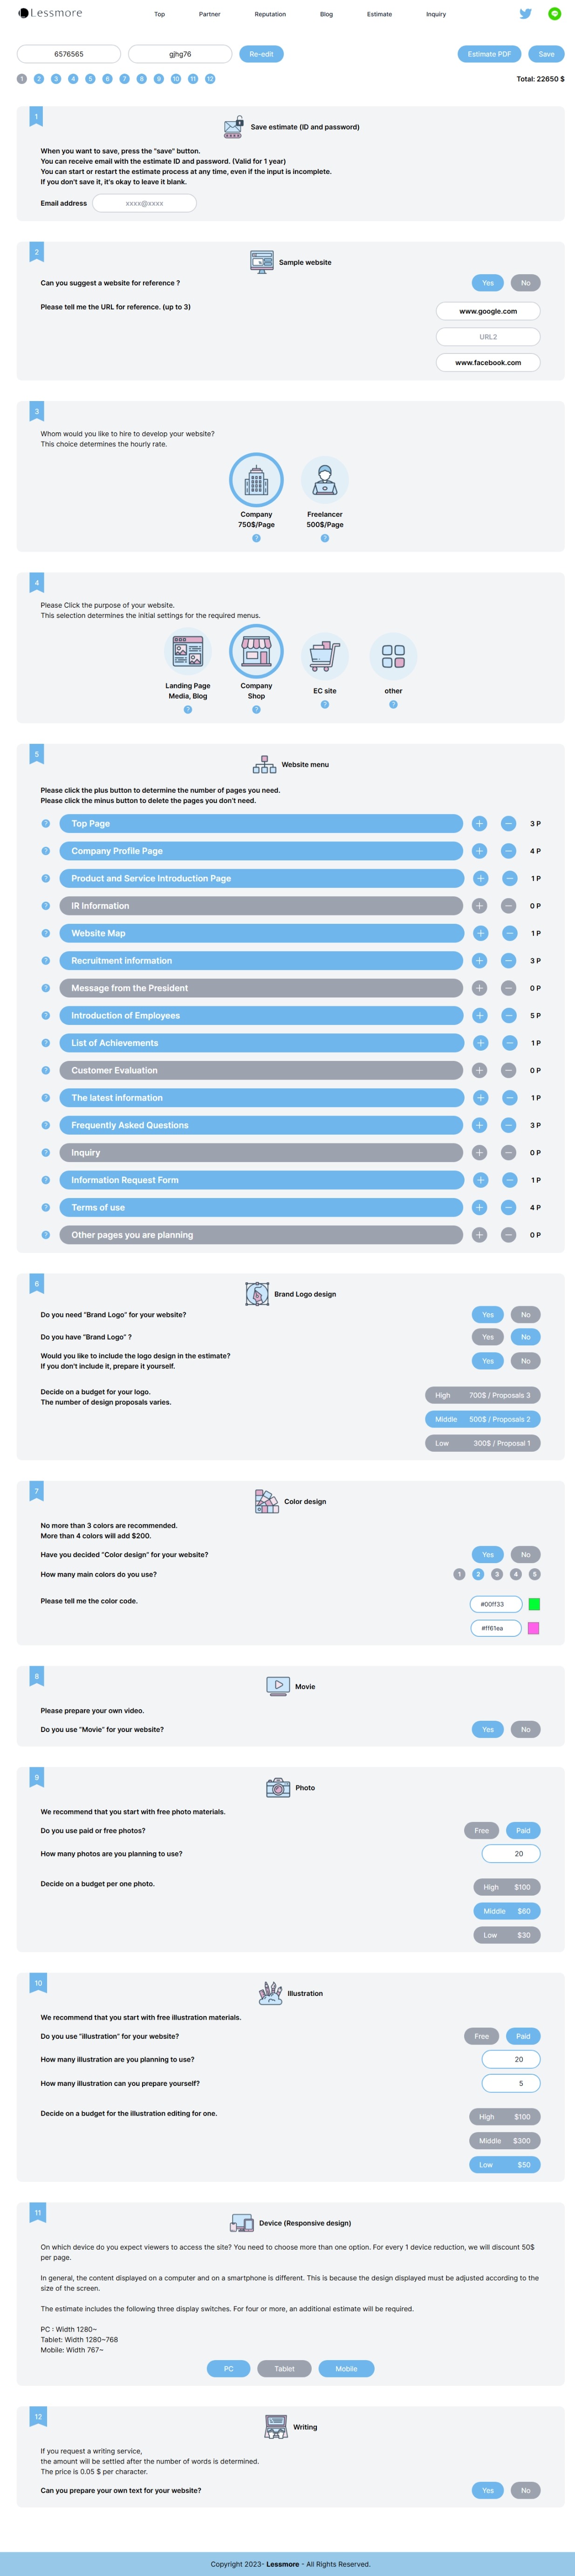 Lessmore
Top Partner Reputation Blog Estimate Inquiry
6576565 gjhg76 Re-edit Estimate PDF Save
1 2 3 4 5 6 7 8 9 10 11 12 Total: 22650 $
1
Save estimate (ID and password)
When you want to save, press the "save" button.
You can receive email with the estimate ID and password. (Valid for 1 year)
You can start or restart the estimate process at any time, even if the input is incomplete.
If you don't save it, it's okay to leave it blank.
Email address xxxx@xxxx
2
Sample website
Can you suggest a website for reference ? Yes No
Please tell me the URL for reference. (up to 3) www.google.com
URL2
www.facebook.com
3
Whom would you like to hire to develop your website?
This choice determines the hourly rate.
Company Freelancer
750$/Page 500$/Page
? ?
4
Please Click the purpose of your website.
This selection determines the initial settings for the required menus.
Landing Page Company EC site other
Media, Blog Shop
? ? ? ?
5
Website menu
Please click the plus button to determine the number of pages you need.
Please click the minus button to delete the pages you don't need.
? Top Page + − 3 P
? Company Profile Page + − 4 P
? Product and Service Introduction Page + − 1 P
? IR Information + − 0 P
? Website Map + − 1 P
? Recruitment information + − 3 P
? Message from the President + − 0 P
? Introduction of Employees + − 5 P
? List of Achievements + − 1 P
? Customer Evaluation + − 0 P
? The latest information + − 1 P
? Frequently Asked Questions + − 3 P
? Inquiry + − 0 P
? Information Request Form + − 1 P
? Terms of use + − 4 P
? Other pages you are planning + − 0 P
6
Brand Logo design
Do you need "Brand Logo" for your website? Yes No
Do you have "Brand Logo" ? Yes No
Would you like to include the logo design in the estimate? Yes No
If you don't include it, prepare it yourself.
Decide on a budget for your logo. High 700$ / Proposals 3
The number of design proposals varies.
Middle 500$ / Proposals 2
Low 300$ / Proposal 1
7
Color design
No more than 3 colors are recommended.
More than 4 colors will add $200.
Have you decided "Color design" for your website? Yes No
How many main colors do you use? 1 2 3 4 5
Please tell me the color code. #00ff33
#ff61ea
8
Movie
Please prepare your own video.
Do you use "Movie" for your website? Yes No
9
Photo
We recommend that you start with free photo materials.
Do you use paid or free photos? Free Paid
How many photos are you planning to use? 20
Decide on a budget per one photo. High $100
Middle $60
Low $30
10
Illustration
We recommend that you start with free illustration materials.
Do you use "illustration" for your website? Free Paid
How many illustration are you planning to use? 20
How many illustration can you prepare yourself? 5
Decide on a budget for the illustration editing for one. High $100
Middle $300
Low $50
11
Device (Responsive design)
On which device do you expect viewers to access the site? You need to choose more than one option. For every 1 device reduction, we will discount 50$
per page.
In general, the content displayed on a computer and on a smartphone is different. This is because the design displayed must be adjusted according to the
size of the screen.
The estimate includes the following three display switches. For four or more, an additional estimate will be required.
PC : Width 1280~
Tablet: Width 1280~768
Mobile: Width 767~
PC Tablet Mobile
12
Writing
If you request a writing service,
the amount will be settled after the number of words is determined.
The price is 0.05 $ per character.
Can you prepare your own text for your website? Yes No
Copyright 2023- Lessmore - All Rights Reserved.